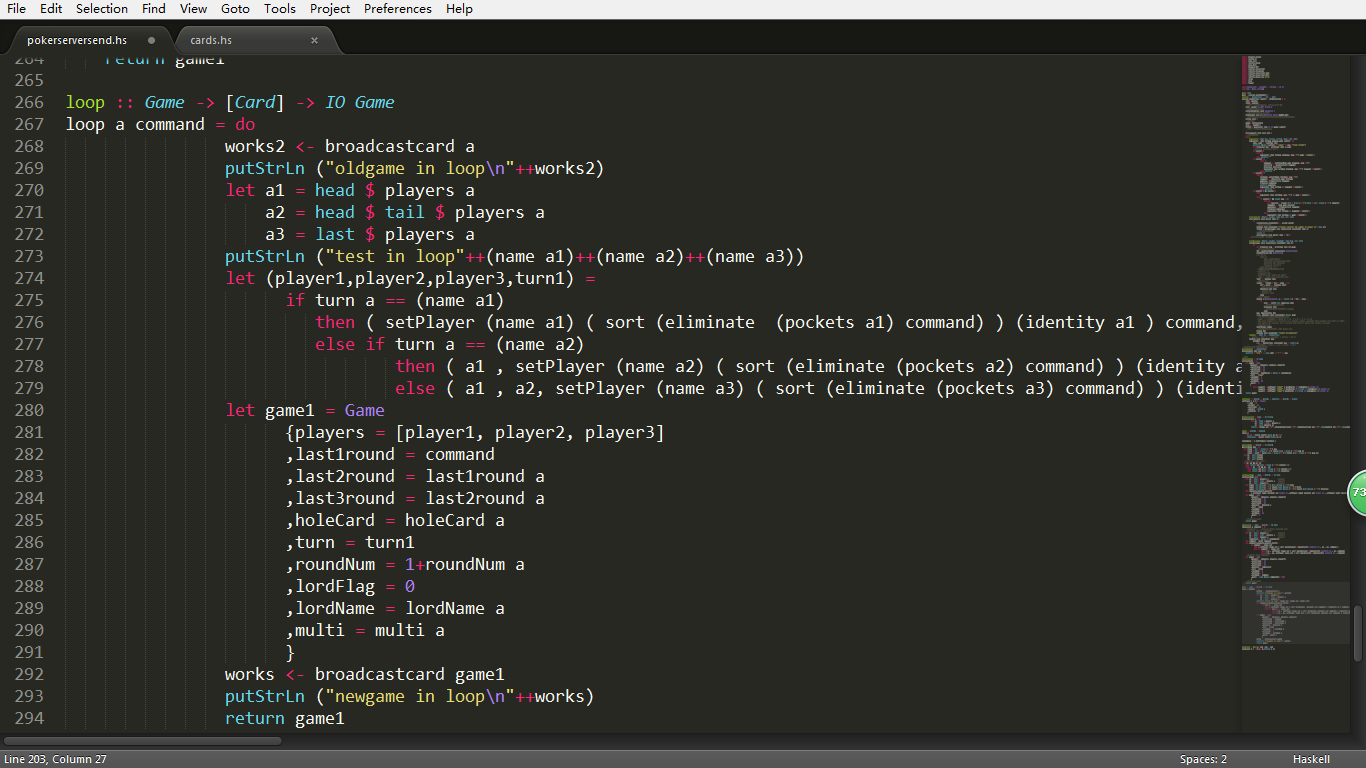 File Edit Selection Find View Goto Tools Project Preferences Help
pokerserversend.hs
cards.hs
264 return game1
265
266 loop :: Game -> [Card] -> IO Game
267 loop a command = do
268 works2 <- broadcastcard a
269 putStrLn ("oldgame in loop\n"++works2)
270 let a1 = head $ players a
271 a2 = head $ tail $ players a
272 a3 = last $ players a
273 putStrLn ("test in loop"++(name a1)++(name a2)++(name a3))
274 let (player1,player2,player3,turn1) =
275 if turn a == (name a1)
276 then ( setPlayer (name a1) ( sort (eliminate  (pockets a1) command) ) (identity a1 ) command,
277 else if turn a == (name a2)
278 then ( a1 , setPlayer (name a2) ( sort (eliminate (pockets a2) command) ) (identity a
279 else ( a1 , a2, setPlayer (name a3) ( sort (eliminate (pockets a3) command) ) (identi
280 let game1 = Game
281 {players = [player1, player2, player3]
282 ,last1round = command
283 ,last2round = last1round a
284 ,last3round = last2round a
285 ,holeCard = holeCard a
286 ,turn = turn1
287 ,roundNum = 1+roundNum a
288 ,lordFlag = 0
289 ,lordName = lordName a
290 ,multi = multi a
291 }
292 works <- broadcastcard game1
293 putStrLn ("newgame in loop\n"++works)
294 return game1
73
Line 203, Column 27
Spaces: 2
Haskell